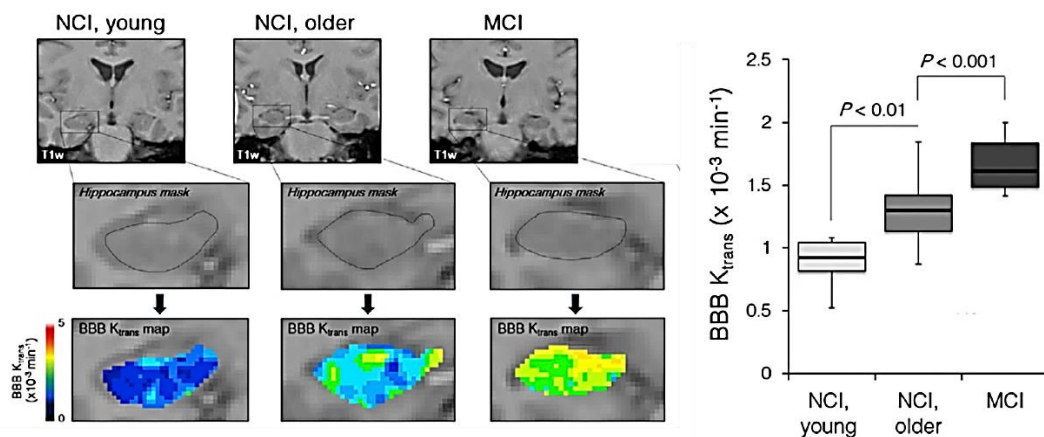 NCI, young
NCI, older
MCI
T1w
T1w
T1w
Hippocampus mask
Hippocampus mask
Hippocampus mask
BBB Ktrans map
BBB Ktrans map
BBB Ktrans map
BBB Ktrans
(x10-3 min-1)
5
0
BBB Ktrans (x 10-3 min-1)
2.5
2
1.5
1
0.5
0
P < 0.01
P < 0.001
NCI,
young
NCI,
older
MCI